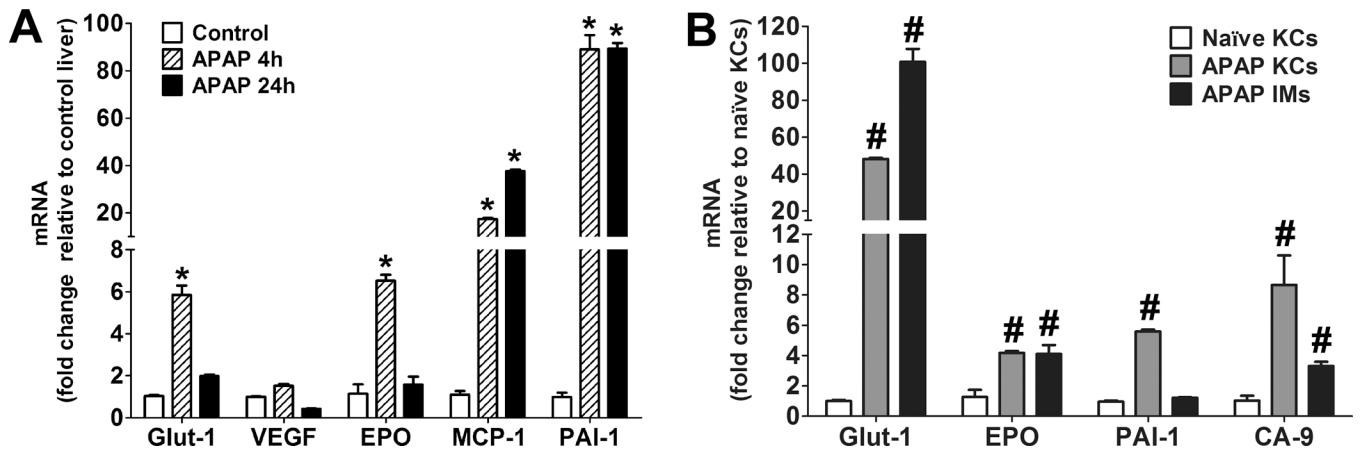 A
mRNA
(fold change relative to control liver)
100
80
60
40
20
8
6
4
2
0
Control
APAP 4h
APAP 24h
*
*
*
*
*
*
Glut-1 VEGF EPO MCP-1 PAI-1
B
mRNA
(fold change relative to naïve KCs)
120
100
80
60
40
20
12
10
8
6
4
2
0
Naïve KCs
APAP KCs
APAP IMs
#
#
#
#
#
#
#
Glut-1 EPO PAI-1 CA-9